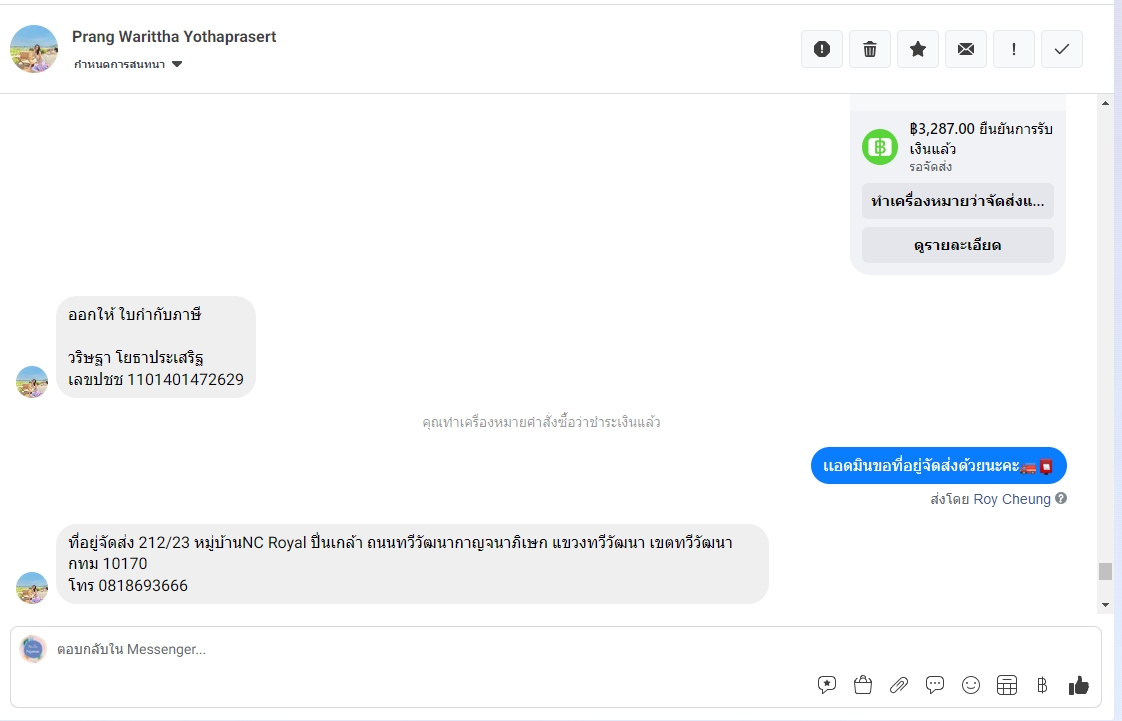 Prang Warittha Yothaprasert
กำหนดการสนทนา
฿3,287.00 ยืนยันการรับ
เงินแล้ว
รอจัดส่ง
ทำเครื่องหมายว่าจัดส่งแ...
ดูรายละเอียด
ออกให้ ใบกำกับภาษี
วริษฐา โยธาประเสริฐ
เลขปชช 1101401472629
คุณทำเครื่องหมายคำสั่งซื้อว่าชำระเงินแล้ว
แอดมินขอที่อยู่จัดส่งด้วยนะคะ🚒📮
ส่งโดย Roy Cheung
ที่อยู่จัดส่ง 212/23 หมู่บ้านNC Royal ปิ่นเกล้า ถนนทวีวัฒนากาญจนาภิเษก แขวงทวีวัฒนา เขตทวีวัฒนา
กทม 10170
โทร 0818693666
ตอบกลับใน Messenger...